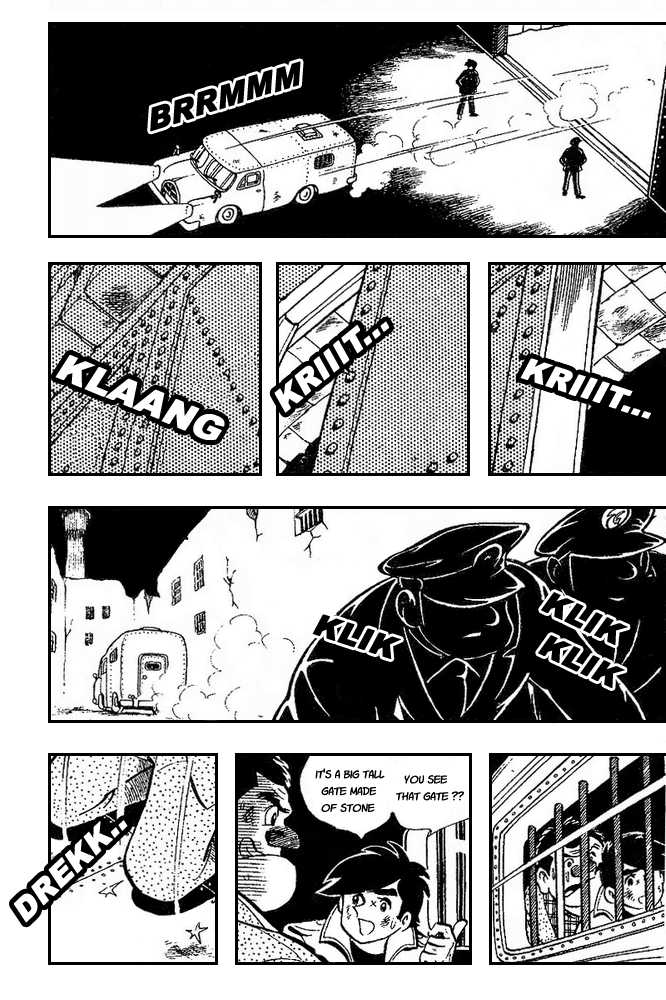 BRRMMM
KRIIIT...
KRIIIT...
KLAANG
KLIK
KLIK
KLIK
YOU SEE
THAT GATE ??
IT'S A BIG TALL
GATE MADE
OF STONE
DREKK..